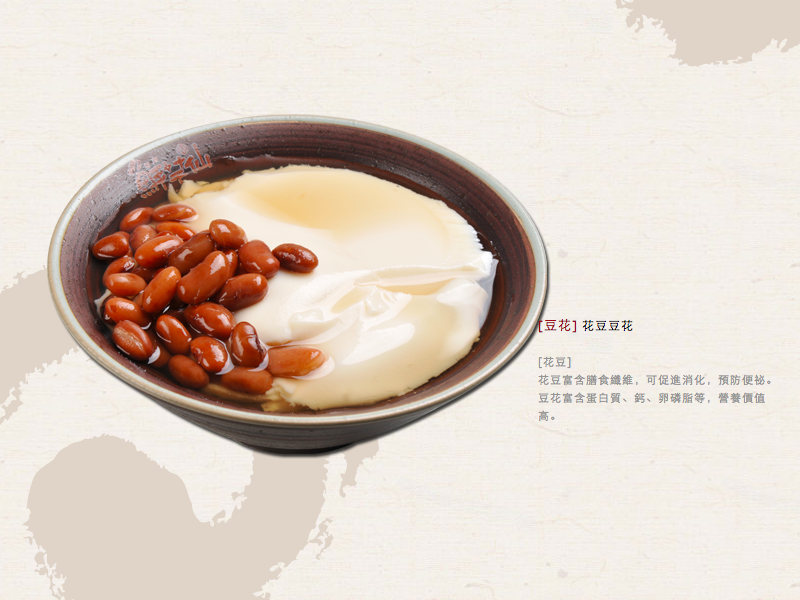 [豆花] 花豆豆花
[花豆]
花豆富含膳食纖維，可促進消化，預防便祕。
豆花富含蛋白質、鈣、卵磷脂等，營養價值
高。